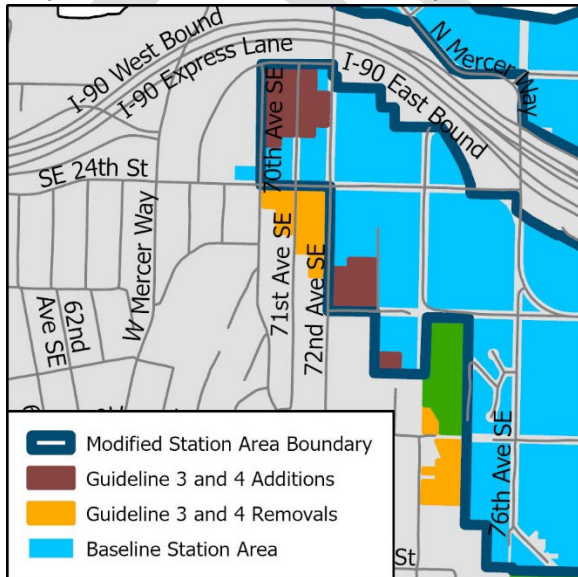 N Mercer Way
I-90 West Bound
I-90 Express Lane
I-90 East Bound
70th Ave SE
SE 24th St
W Mercer Way
71st Ave SE
72nd Ave SE
62nd
Ave SE
76th Ave SE
St
Modified Station Area Boundary
Guideline 3 and 4 Additions
Guideline 3 and 4 Removals
Baseline Station Area